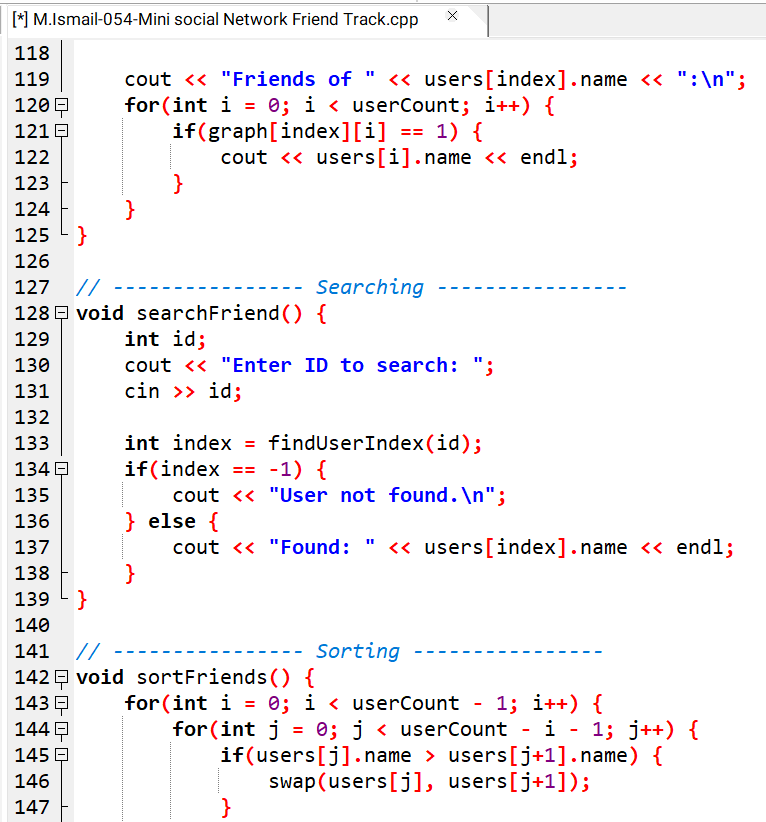 [*] M.Ismail-054-Mini social Network Friend Track.cpp
118
119     cout << "Friends of " << users[index].name << ":\n";
120     for(int i = 0; i < userCount; i++) {
121         if(graph[index][i] == 1) {
122             cout << users[i].name << endl;
123         }
124     }
125 }
126
127 // ---------------- Searching ----------------
128 void searchFriend() {
129     int id;
130     cout << "Enter ID to search: ";
131     cin >> id;
132
133     int index = findUserIndex(id);
134     if(index == -1) {
135         cout << "User not found.\n";
136     } else {
137         cout << "Found: " << users[index].name << endl;
138     }
139 }
140
141 // ---------------- Sorting ----------------
142 void sortFriends() {
143     for(int i = 0; i < userCount - 1; i++) {
144         for(int j = 0; j < userCount - i - 1; j++) {
145             if(users[j].name > users[j+1].name) {
146                 swap(users[j], users[j+1]);
147             }